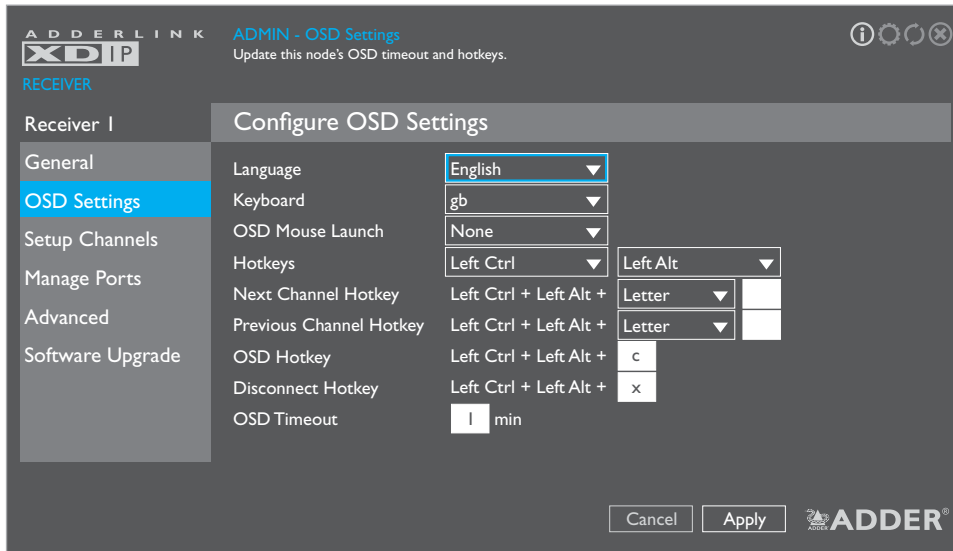 ADDERLINK
XDIP
RECEIVER
ADMIN - OSD Settings
Update this node's OSD timeout and hotkeys.
Receiver 1
General
OSD Settings
Setup Channels
Manage Ports
Advanced
Software Upgrade
Configure OSD Settings
Language English
Keyboard gb
OSD Mouse Launch None
Hotkeys Left Ctrl Left Alt
Next Channel Hotkey Left Ctrl + Left Alt + Letter
Previous Channel Hotkey Left Ctrl + Left Alt + Letter
OSD Hotkey Left Ctrl + Left Alt + c
Disconnect Hotkey Left Ctrl + Left Alt + x
OSD Timeout 1 min
Cancel Apply
ADDER ADDER®